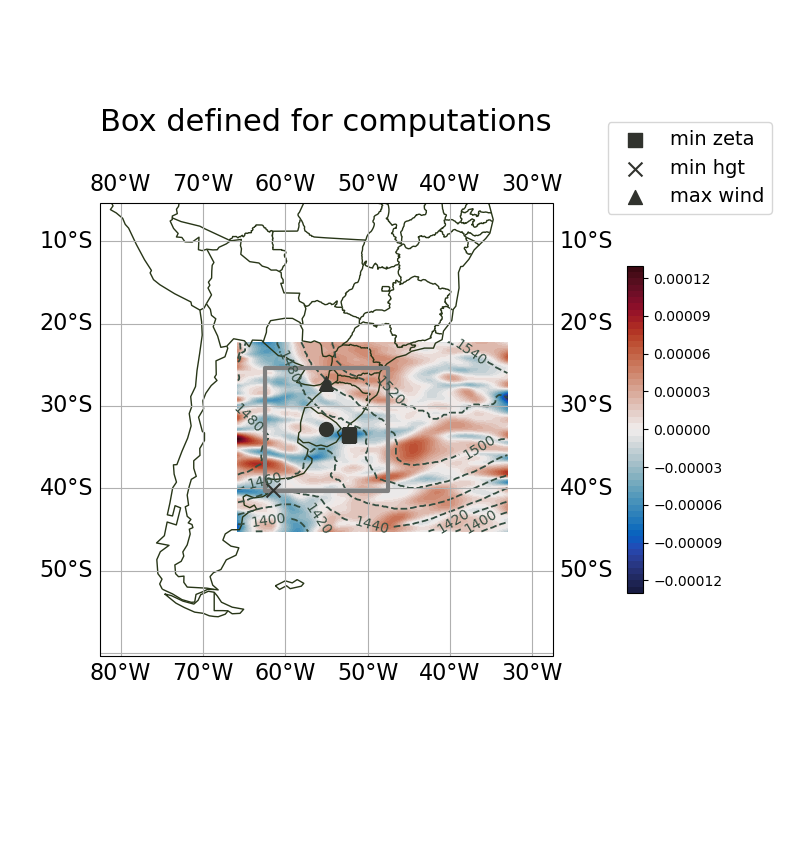 Box defined for computations
min zeta
min hgt
max wind
80°W 70°W 60°W 50°W 40°W 30°W
10°S 10°S
20°S 20°S
30°S 30°S
40°S 40°S
50°S 50°S
80°W 70°W 60°W 50°W 40°W 30°W
1540
1480
1520
1480
1500
1460
1400
1420
1440
1420
1400
0.00012
0.00009
0.00006
0.00003
0.00000
−0.00003
−0.00006
−0.00009
−0.00012